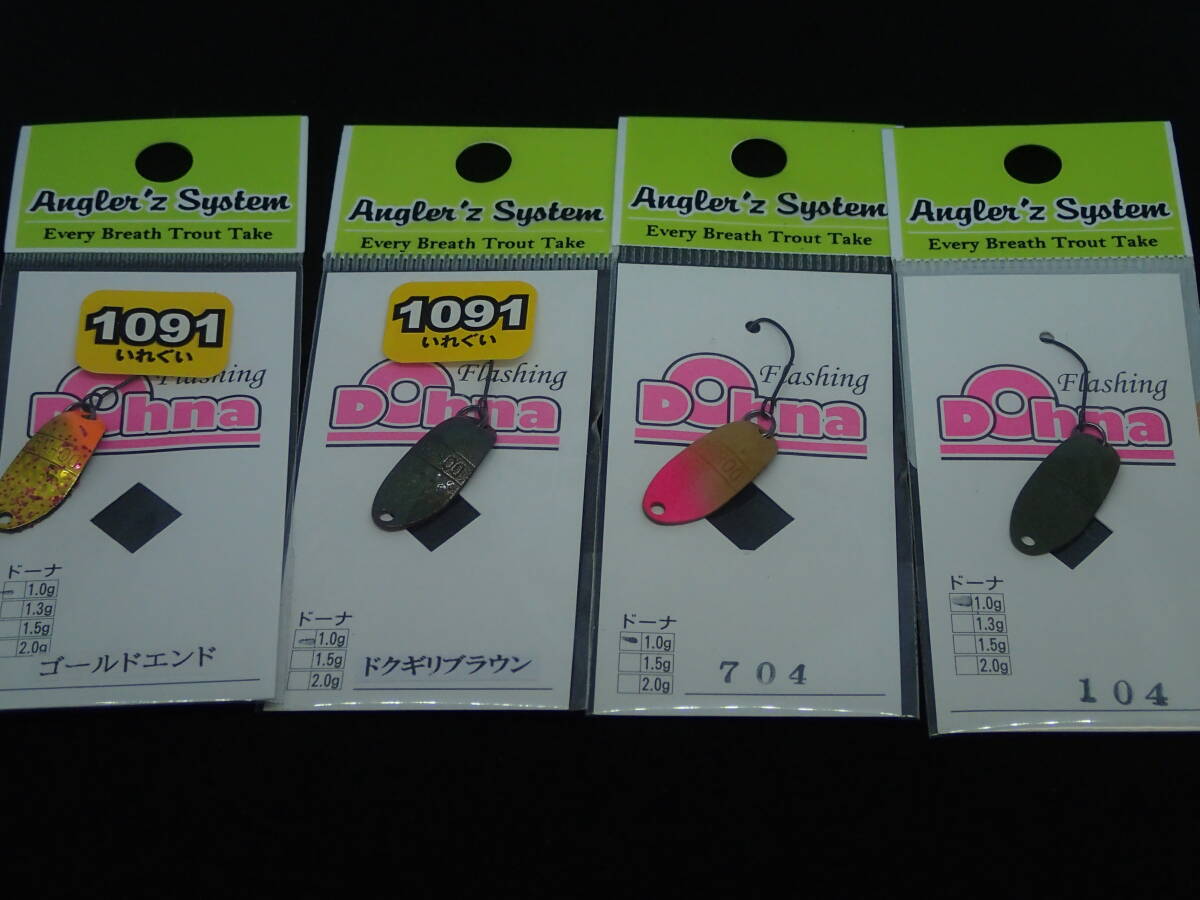 Angler'z System
Every Breath Trout Take
1091
いれぐい
Flashing
Dohna
ドーナ
1.0g
1.3g
1.5g
2.0g
ゴールドエンド
Angler'z System
Every Breath Trout Take
1091
いれぐい
Flashing
Dohna
ドーナ
1.0g
1.5g
2.0g
ドクギリブラウン
Angler'z System
Every Breath Trout Take
Flashing
Dohna
ドーナ
1.0g
1.5g
2.0g
704
Angler'z System
Every Breath Trout Take
Flashing
Dohna
ドーナ
1.0g
1.3g
1.5g
2.0g
104